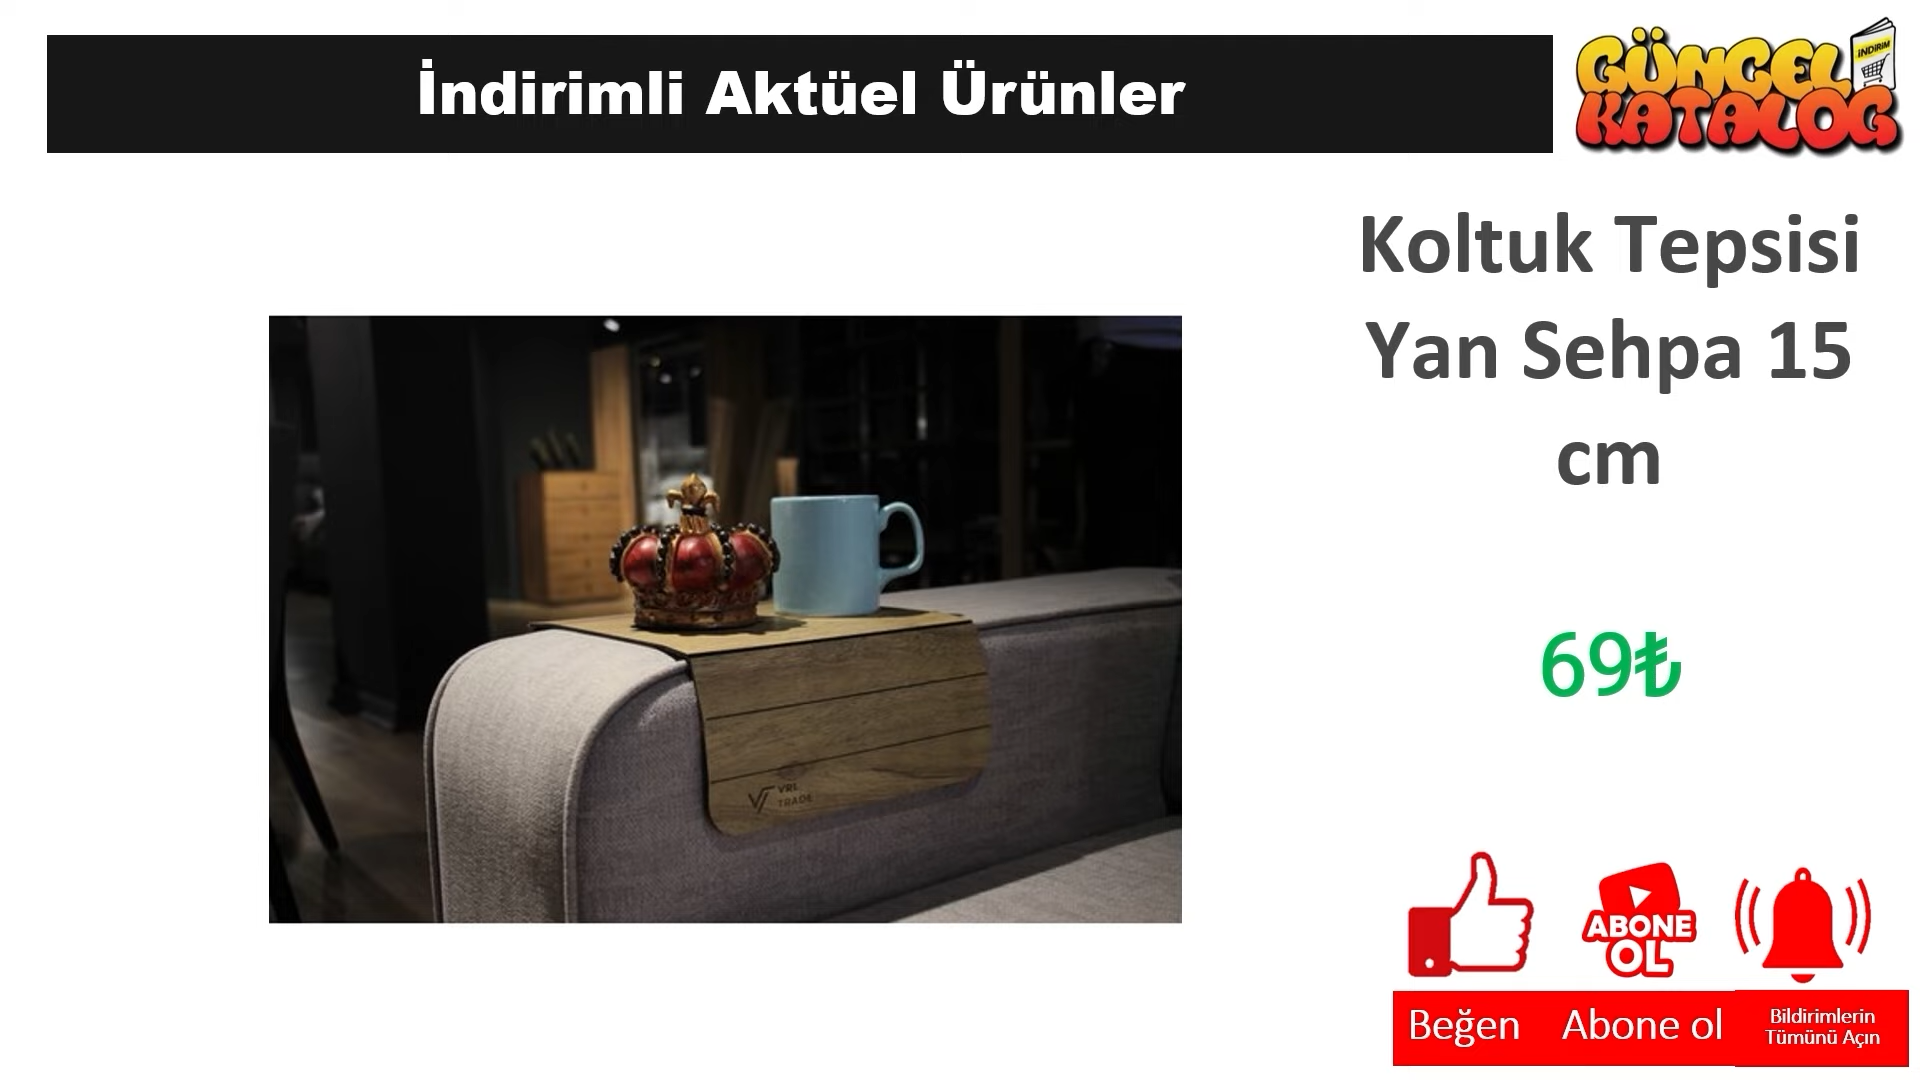 İndirimli Aktüel Ürünler
GÜNCEL
KATALOG
İNDİRİM
Koltuk Tepsisi
Yan Sehpa 15
cm
69₺
VRL
TRADE
ABONE
OL
Beğen
Abone ol
Bildirimlerin
Tümünü Açın